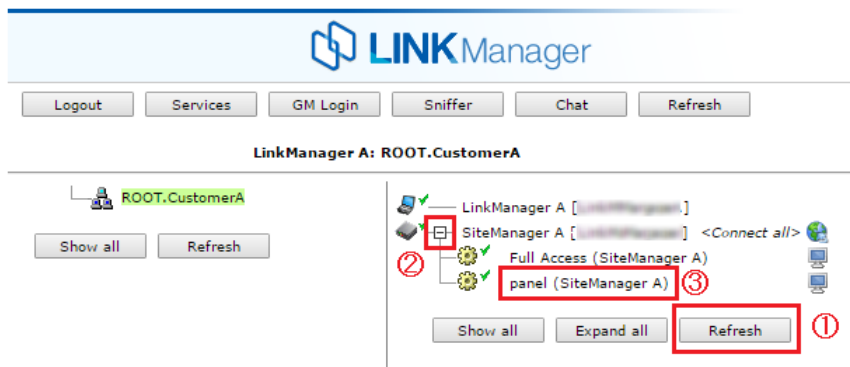 LINKManager
Logout Services GM Login Sniffer Chat Refresh
LinkManager A: ROOT.CustomerA
ROOT.CustomerA
Show all Refresh
LinkManager A [ .]
② SiteManager A [ ] <Connect all>
Full Access (SiteManager A)
panel (SiteManager A) ③
Show all Expand all Refresh ①